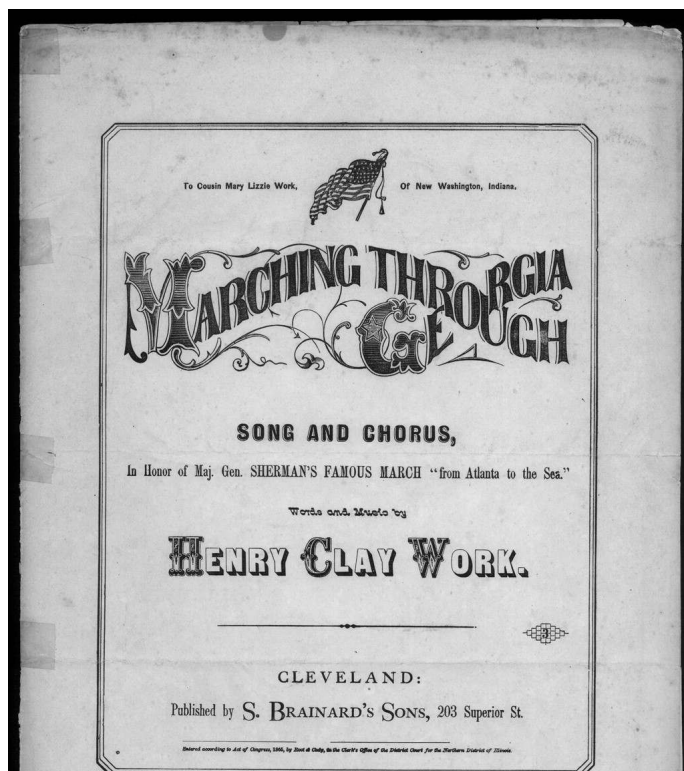 To Cousin Mary Lizzie Work, Of New Washington, Indiana.
MARCHING THROUGH
GEORGIA
SONG AND CHORUS,
In Honor of Maj. Gen. SHERMAN'S FAMOUS MARCH "from Atlanta to the Sea."
Words and Music by
HENRY CLAY WORK.
3
CLEVELAND:
Published by S. BRAINARD'S SONS, 203 Superior St.
Entered according to Act of Congress, 1865, by Root & Cady, in the Clerk's Office of the District Court for the Northern District of Illinois.